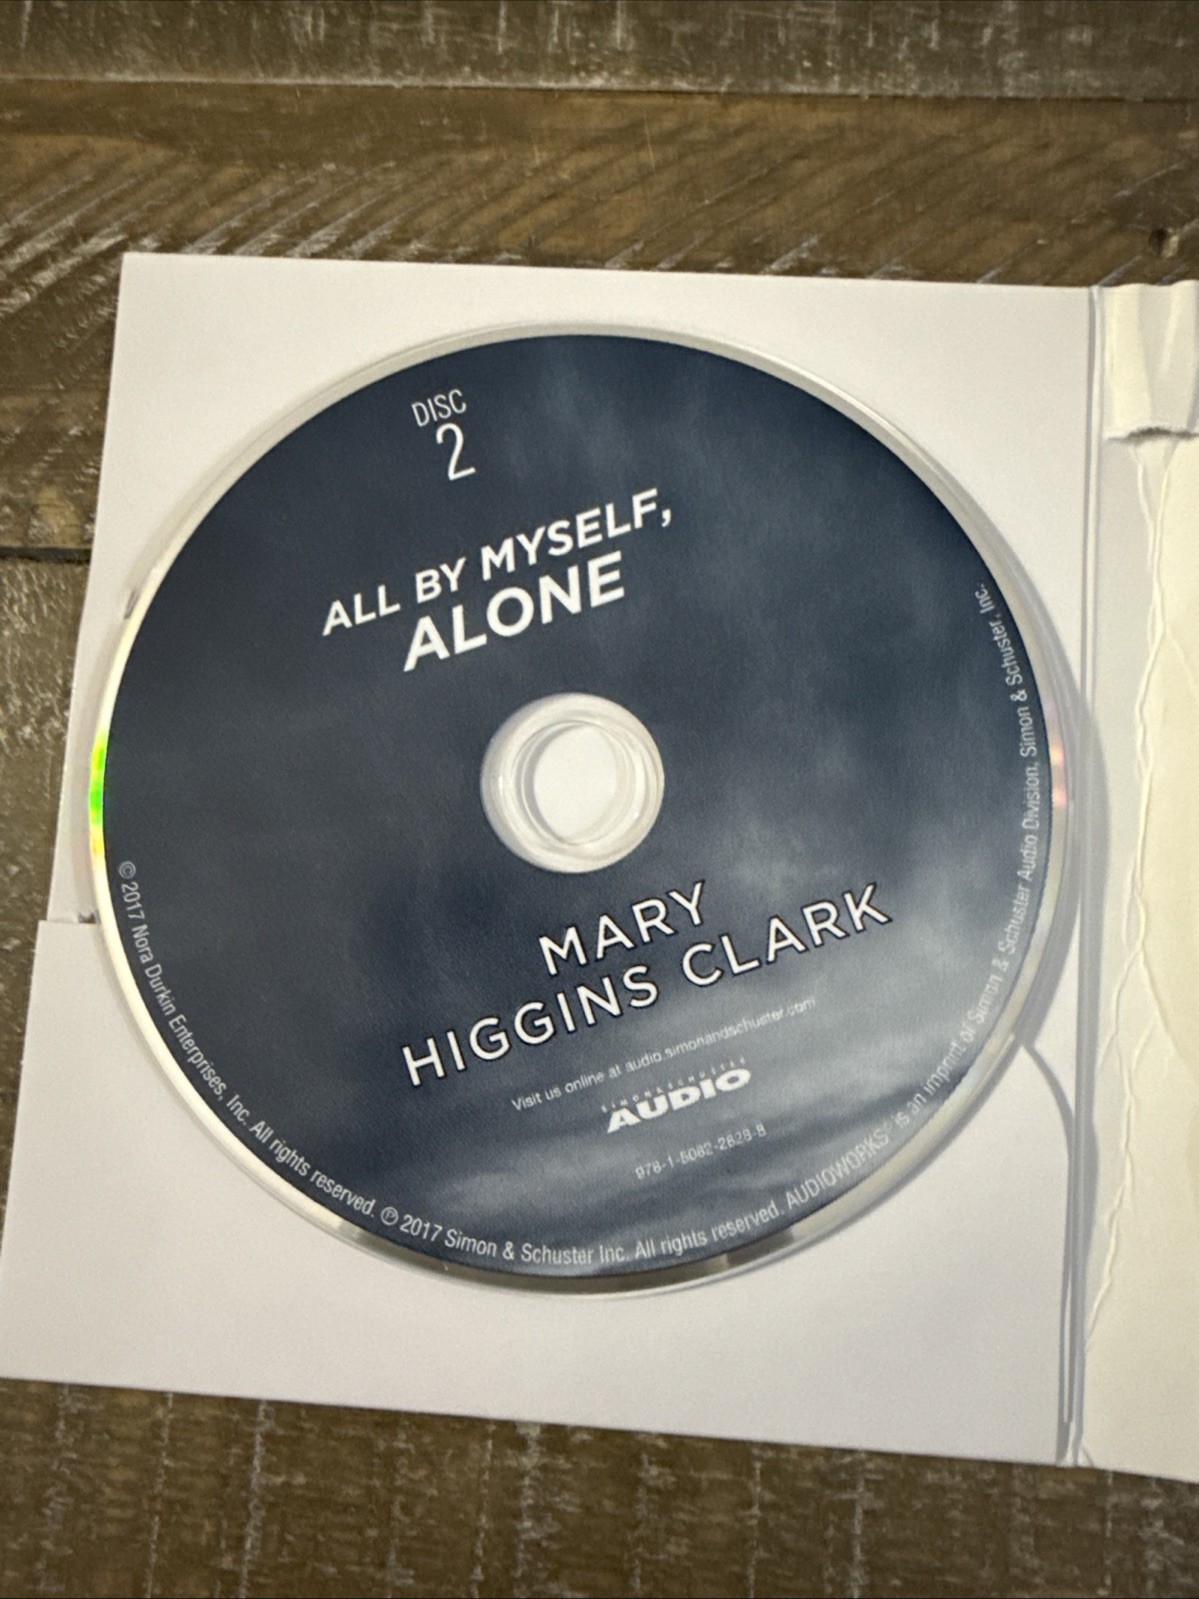 DISC
2
ALL BY MYSELF,
ALONE
MARY
HIGGINS CLARK
Visit us online at audio.simonandschuster.com
SIMON & SCHUSTER
AUDIO
978-1-5082-2828-8
© 2017 Nora Durkin Enterprises, Inc. All rights reserved. ℗ 2017 Simon & Schuster Inc. All rights reserved. AUDIOWORKS® is an imprint of Simon & Schuster Audio Division, Simon & Schuster, Inc.